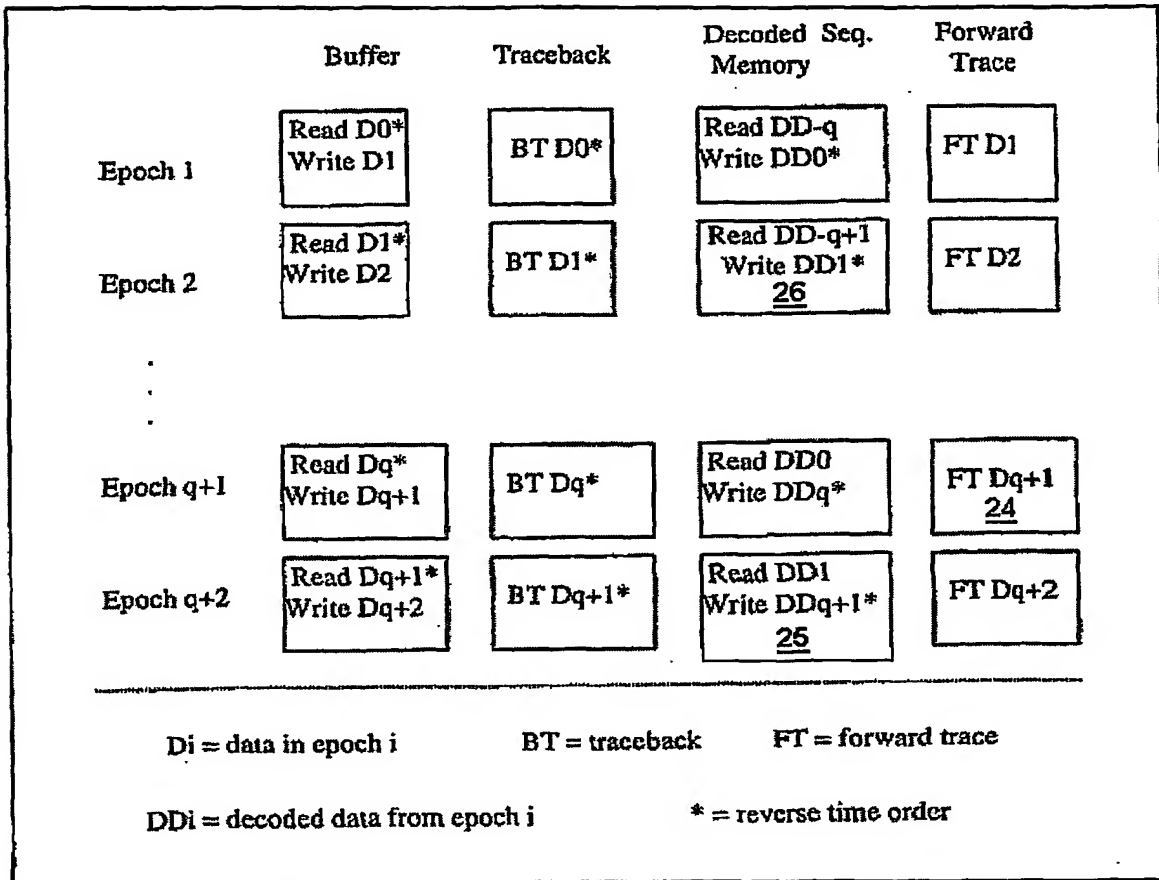 Buffer Traceback Decoded Seq. Memory Forward Trace
Epoch 1
Read D0*
Write D1
BT D0*
Read DD-q
Write DD0*
FT D1
Epoch 2
Read D1*
Write D2
BT D1*
Read DD-q+1
Write DD1*
26
FT D2
Epoch q+1
Read Dq*
Write Dq+1
BT Dq*
Read DD0
Write DDq*
FT Dq+1
24
Epoch q+2
Read Dq+1*
Write Dq+2
BT Dq+1*
Read DD1
Write DDq+1*
25
FT Dq+2
Di = data in epoch i BT = traceback FT = forward trace
DDi = decoded data from epoch i * = reverse time order